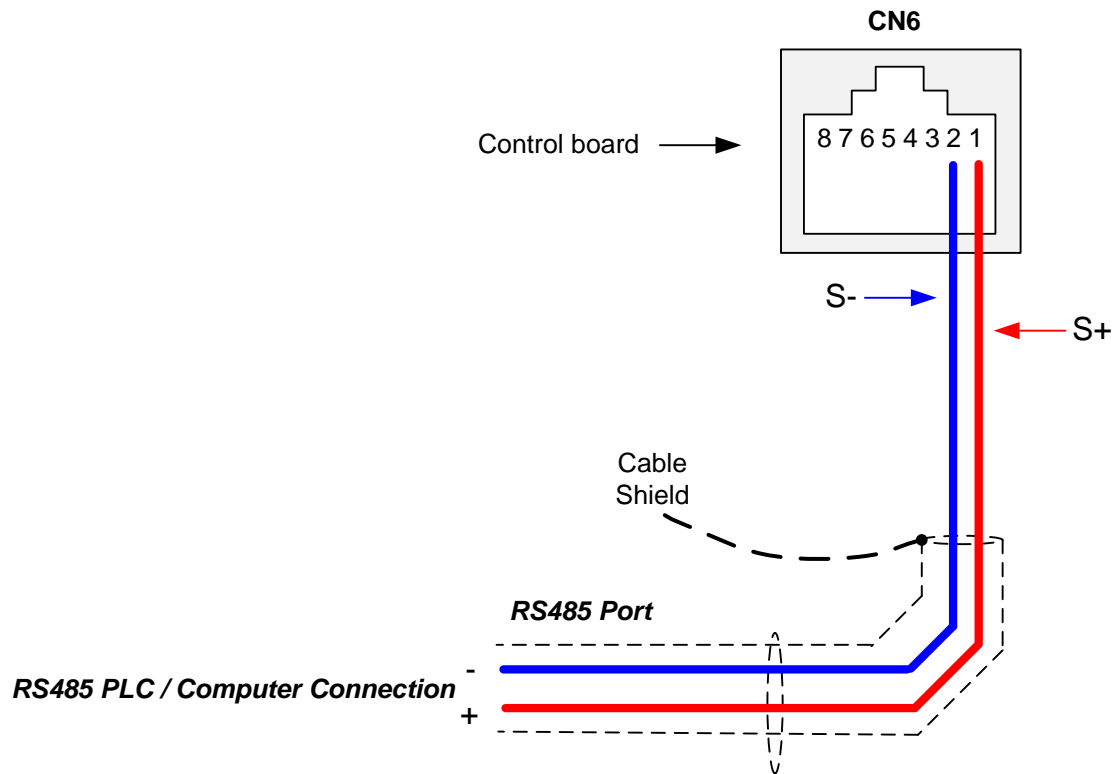 CN6
Control board
8 7 6 5 4 3 2 1
S-
S+
Cable
Shield
RS485 Port
-
RS485 PLC / Computer Connection
+